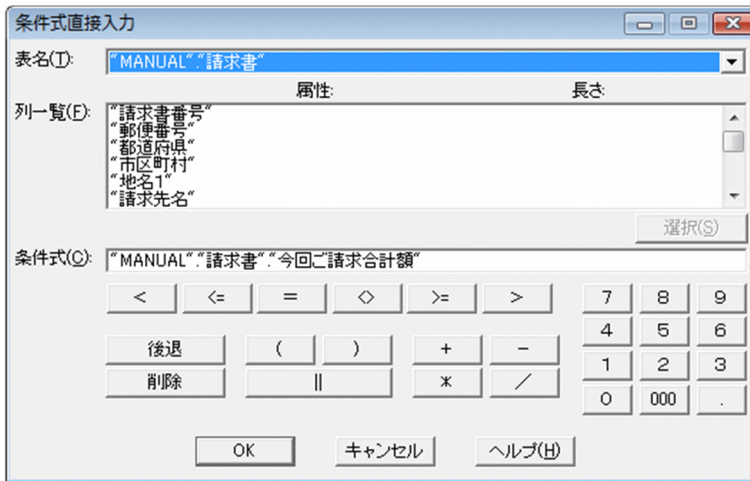 条件式直接入力
表名(T): "MANUAL"."請求書"
属性: 長さ:
列一覧(F): "請求書番号"
"郵便番号"
"都道府県"
"市区町村"
"地名1"
"請求先名"
選択(S)
条件式(C): "MANUAL"."請求書"."今回ご請求合計額"
< <= = <> >= > 7 8 9
4 5 6
後退 ( ) + -
1 2 3
削除 || * /
0 000 .
OK キャンセル ヘルプ(H)